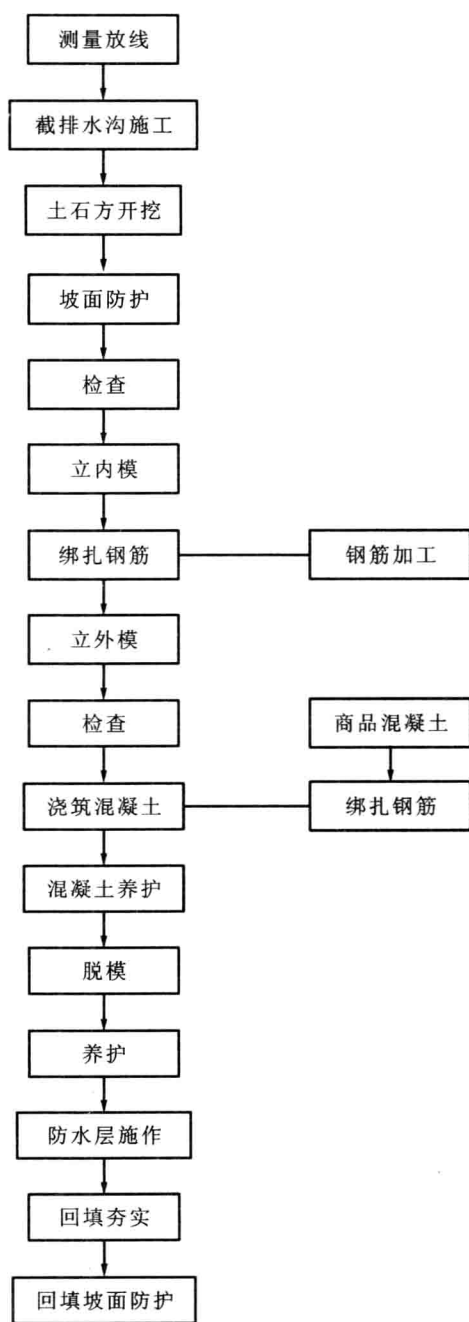 测量放线
截排水沟施工
土石方开挖
坡面防护
检查
立内模
绑扎钢筋
钢筋加工
立外模
检查
商品混凝土
浇筑混凝土
绑扎钢筋
混凝土养护
脱模
养护
防水层施作
回填夯实
回填坡面防护